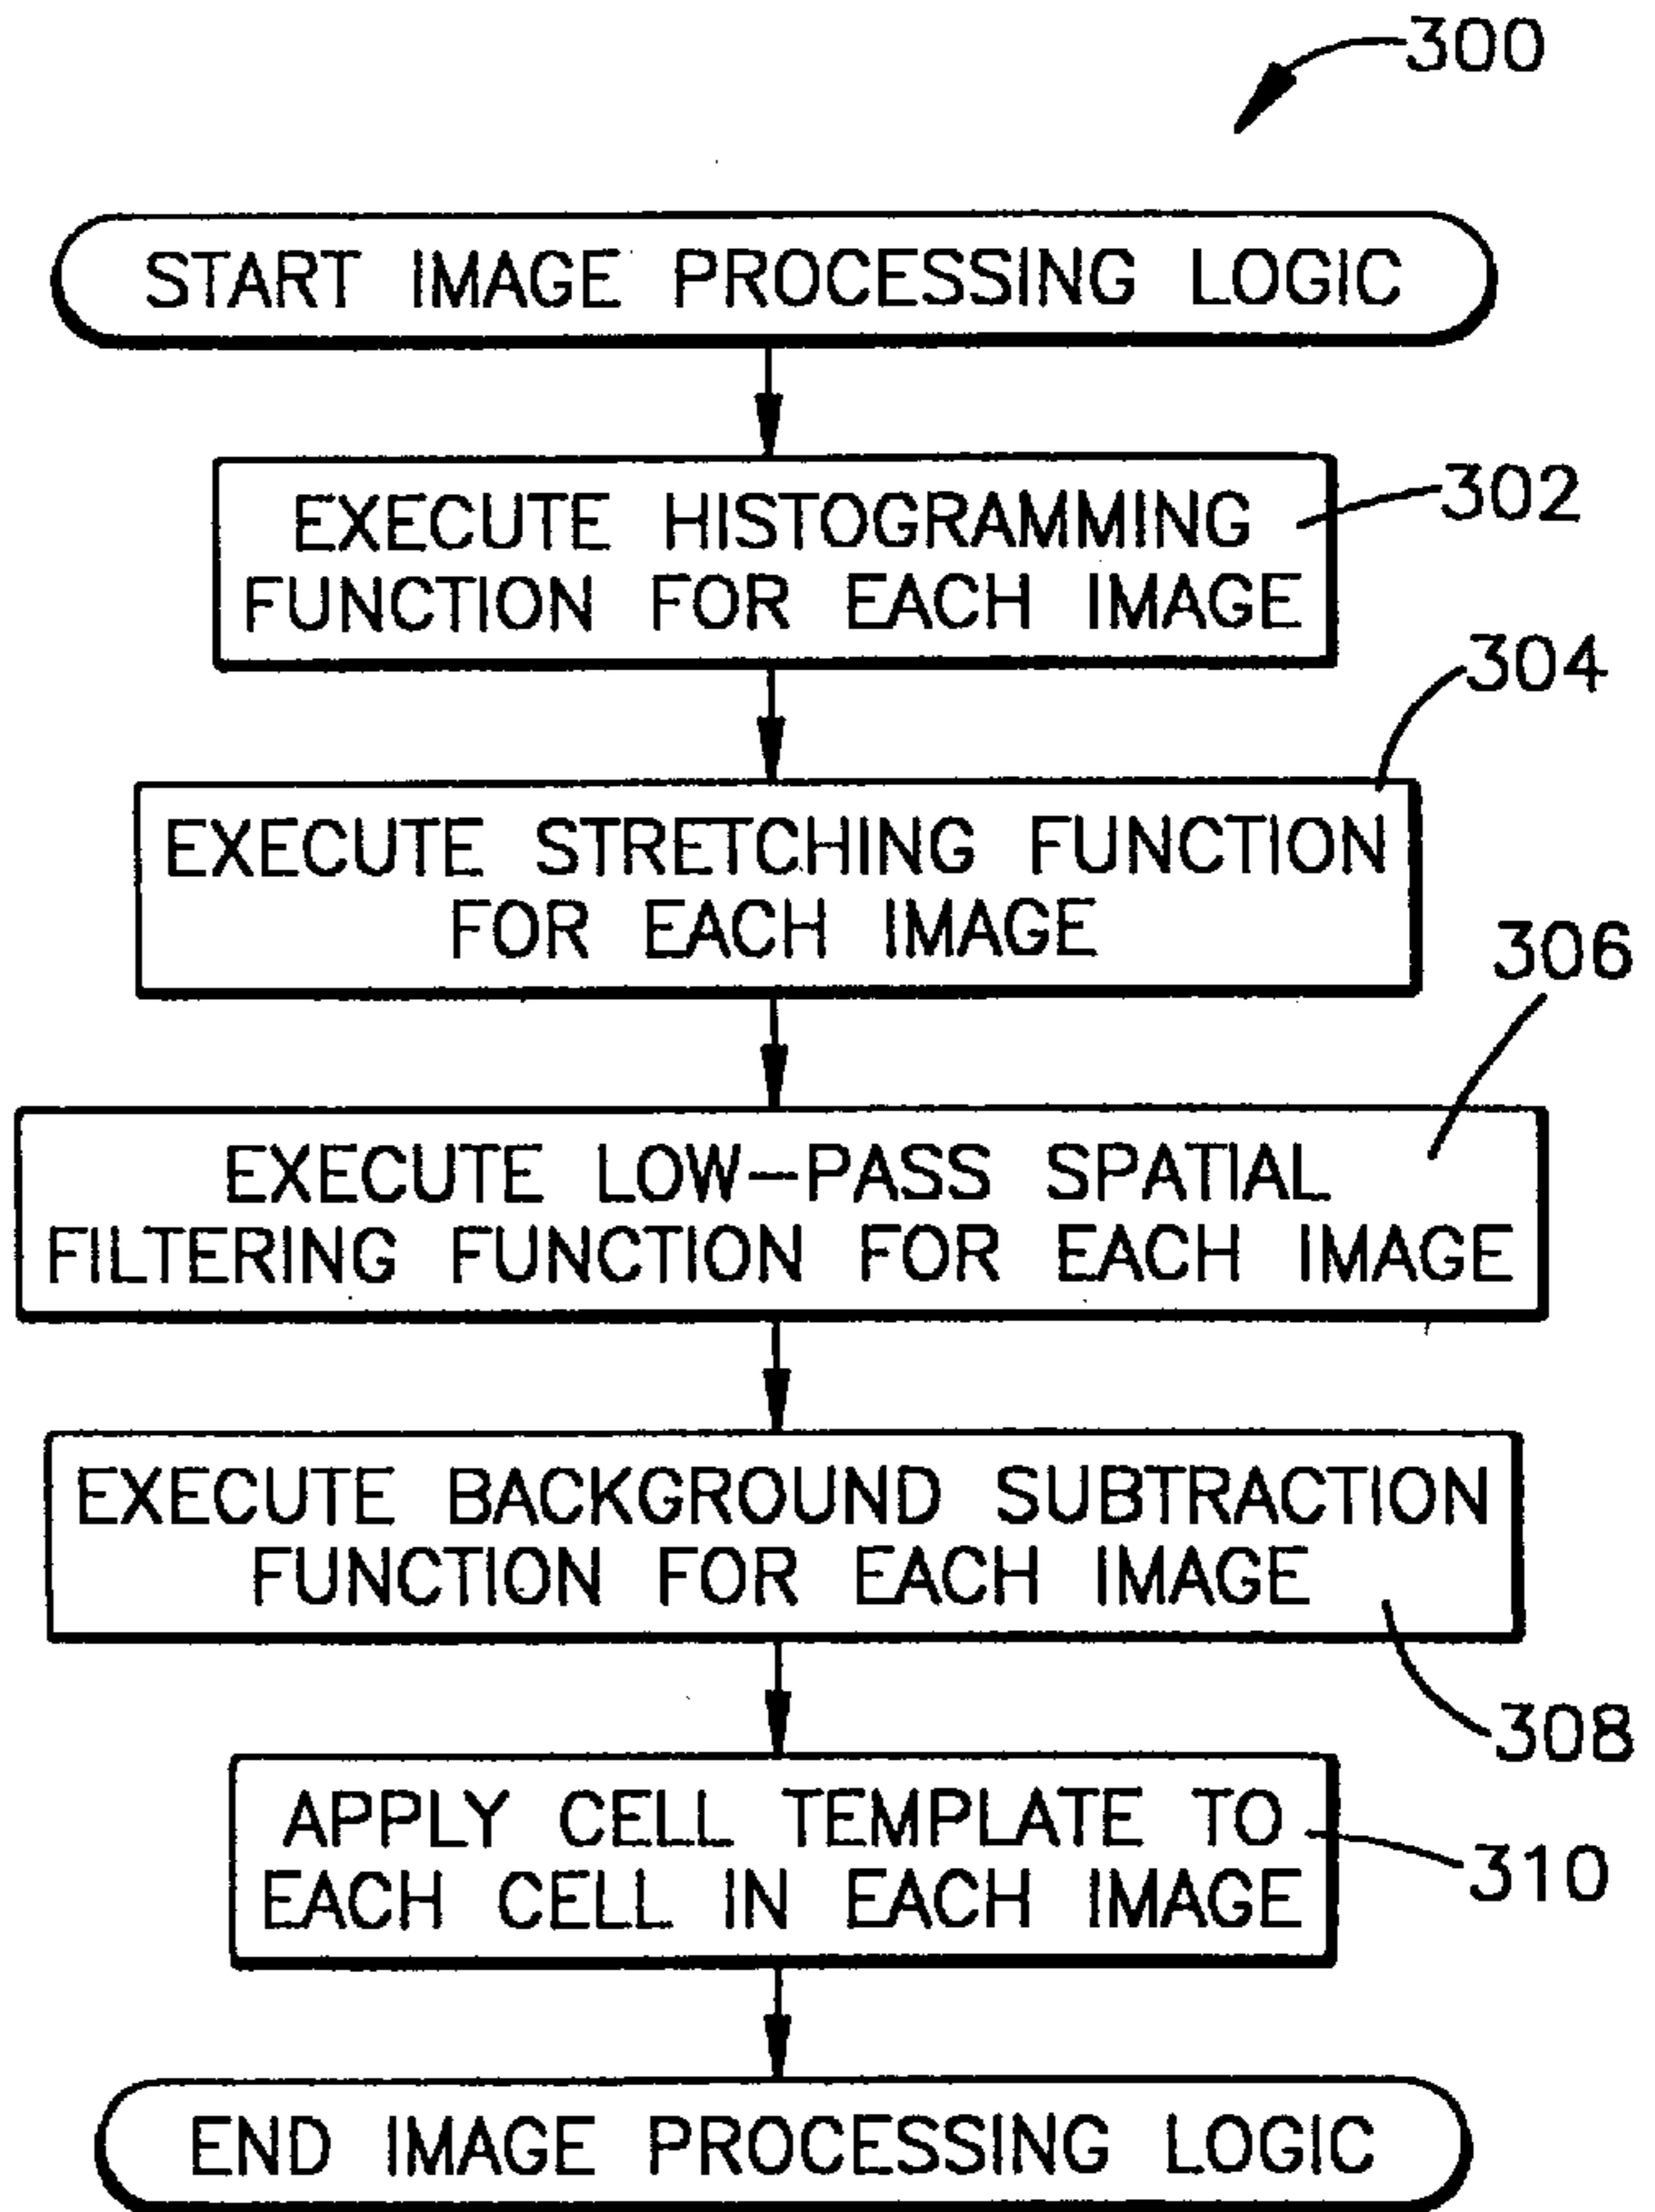 300
START IMAGE PROCESSING LOGIC
EXECUTE HISTOGRAMMING
FUNCTION FOR EACH IMAGE
302
304
EXECUTE STRETCHING FUNCTION
FOR EACH IMAGE
306
EXECUTE LOW-PASS SPATIAL
FILTERING FUNCTION FOR EACH IMAGE
EXECUTE BACKGROUND SUBTRACTION
FUNCTION FOR EACH IMAGE
308
APPLY CELL TEMPLATE TO
EACH CELL IN EACH IMAGE
310
END IMAGE PROCESSING LOGIC